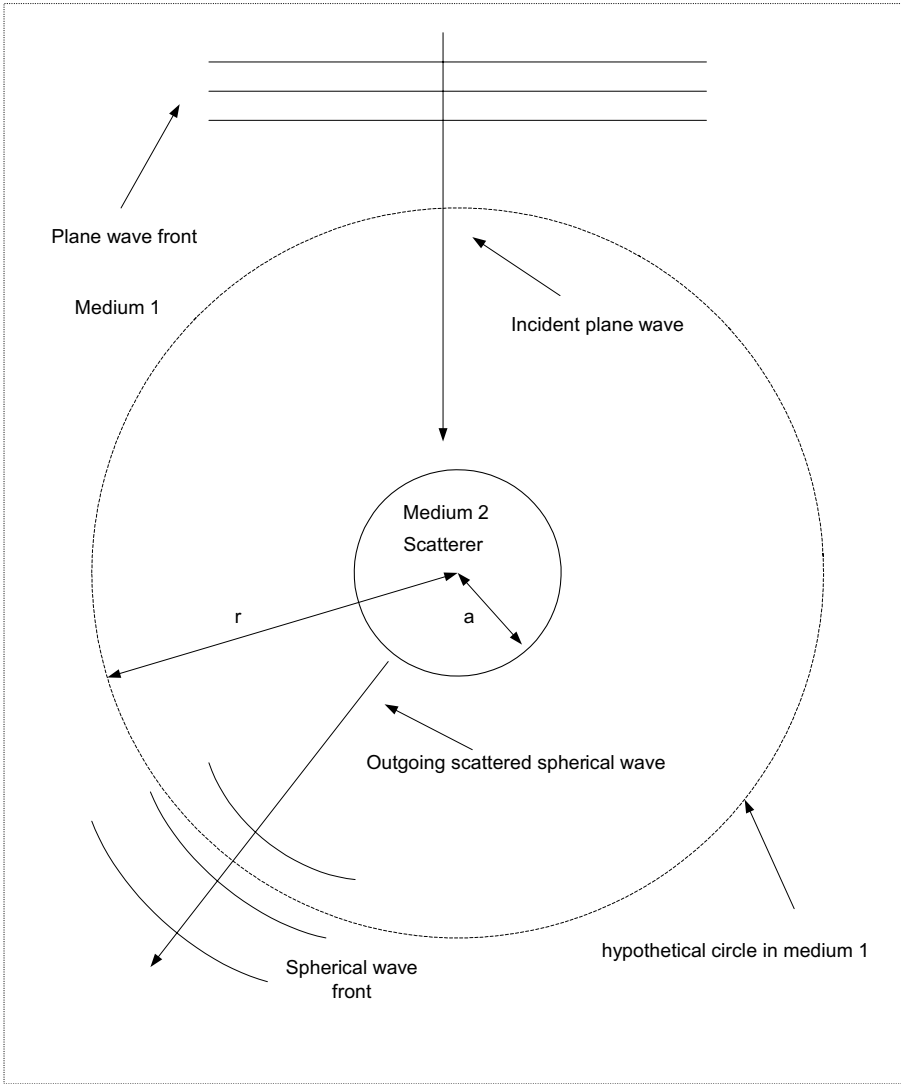 Plane wave front
Medium 1
Incident plane wave
Medium 2
Scatterer
r
a
Outgoing scattered spherical wave
hypothetical circle in medium 1
Spherical wave
front